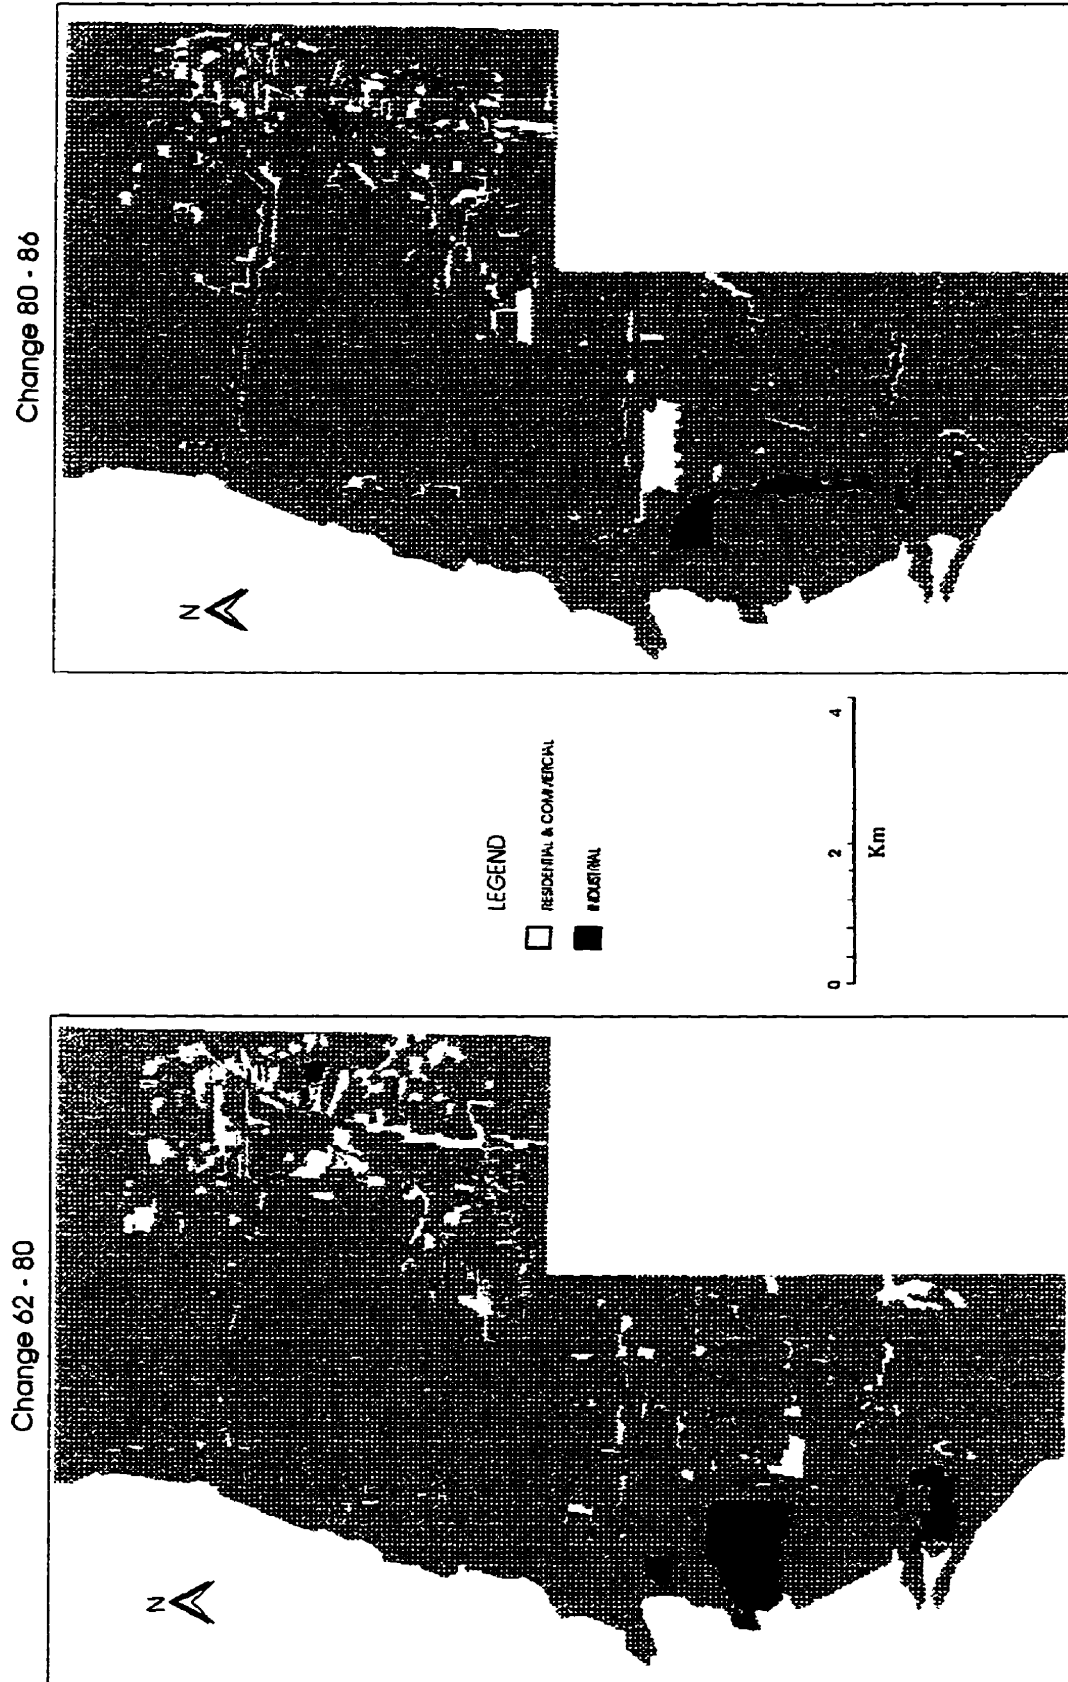 Change 62 - 80
N
LEGEND
RESIDENTIAL & COMMERCIAL
INDUSTRIAL
0 2 4
Km
Change 80 - 86
N